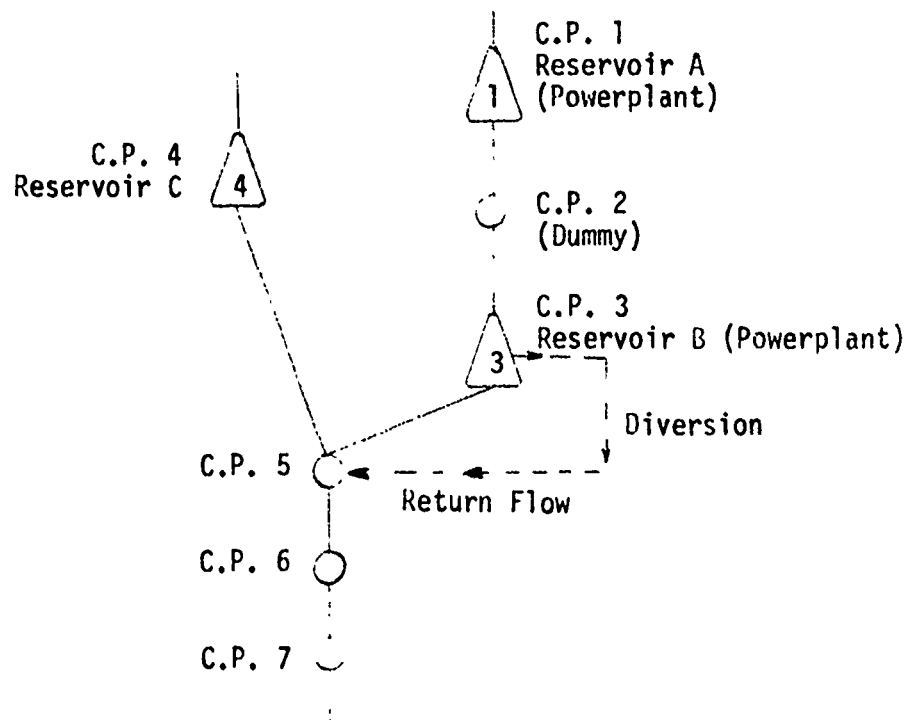 C.P. 1
Reservoir A
(Powerplant)
1
C.P. 4
Reservoir C
4
C.P. 2
(Dummy)
C.P. 3
Reservoir B (Powerplant)
3
Diversion
C.P. 5
Return Flow
C.P. 6
C.P. 7